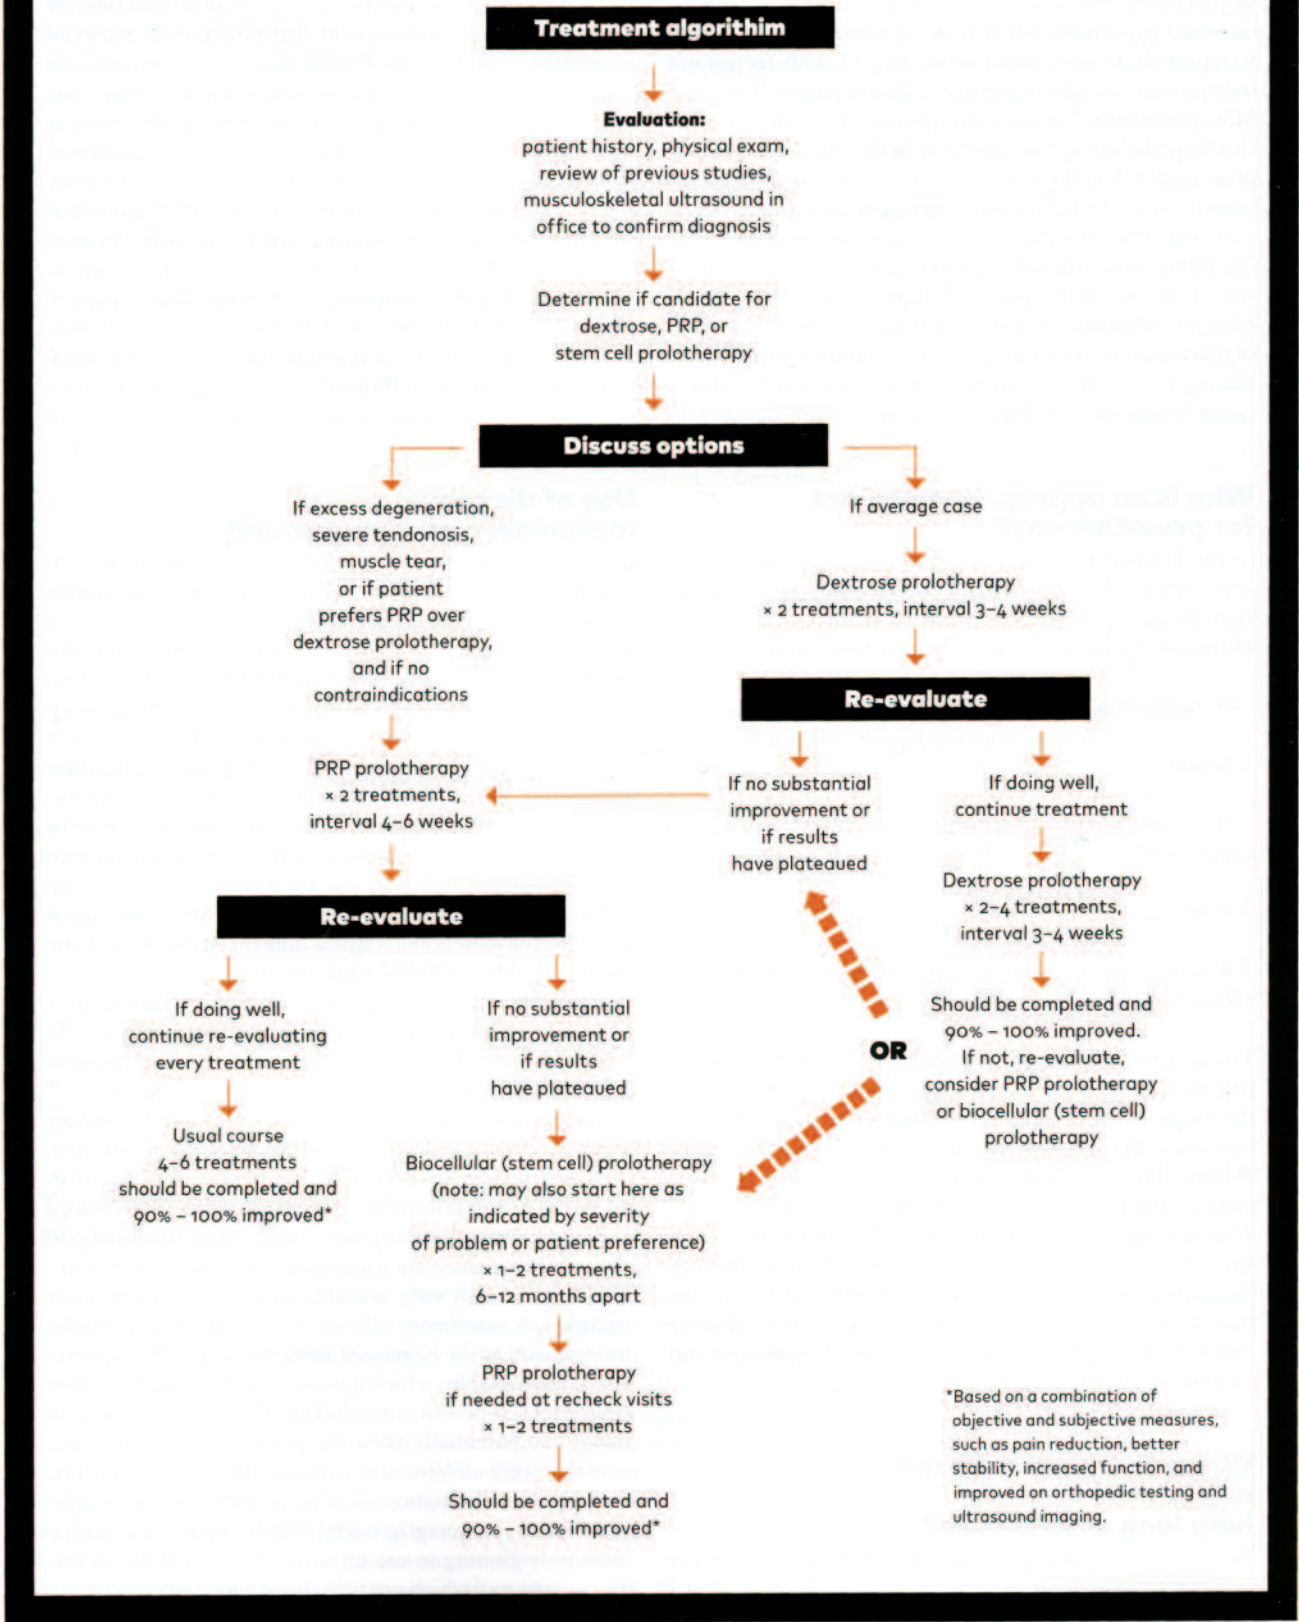 Treatment algorithim
Evaluation:
patient history, physical exam,
review of previous studies,
musculoskeletal ultrasound in
office to confirm diagnosis
Determine if candidate for
dextrose, PRP, or
stem cell prolotherapy
Discuss options
If excess degeneration,
severe tendonosis,
muscle tear,
or if patient
prefers PRP over
dextrose prolotherapy,
and if no
contraindications
PRP prolotherapy
× 2 treatments,
interval 4–6 weeks
If average case
Dextrose prolotherapy
× 2 treatments, interval 3–4 weeks
Re-evaluate
If no substantial
improvement or
if results
have plateaued
If doing well,
continue treatment
Dextrose prolotherapy
× 2–4 treatments,
interval 3–4 weeks
Should be completed and
90% – 100% improved.
If not, re-evaluate,
consider PRP prolotherapy
or biocellular (stem cell)
prolotherapy
OR
Re-evaluate
If doing well,
continue re-evaluating
every treatment
Usual course
4–6 treatments
should be completed and
90% – 100% improved*
If no substantial
improvement or
if results
have plateaued
Biocellular (stem cell) prolotherapy
(note: may also start here as
indicated by severity
of problem or patient preference)
× 1–2 treatments,
6–12 months apart
PRP prolotherapy
if needed at recheck visits
× 1–2 treatments
Should be completed and
90% – 100% improved*
*Based on a combination of
objective and subjective measures,
such as pain reduction, better
stability, increased function, and
improved on orthopedic testing and
ultrasound imaging.